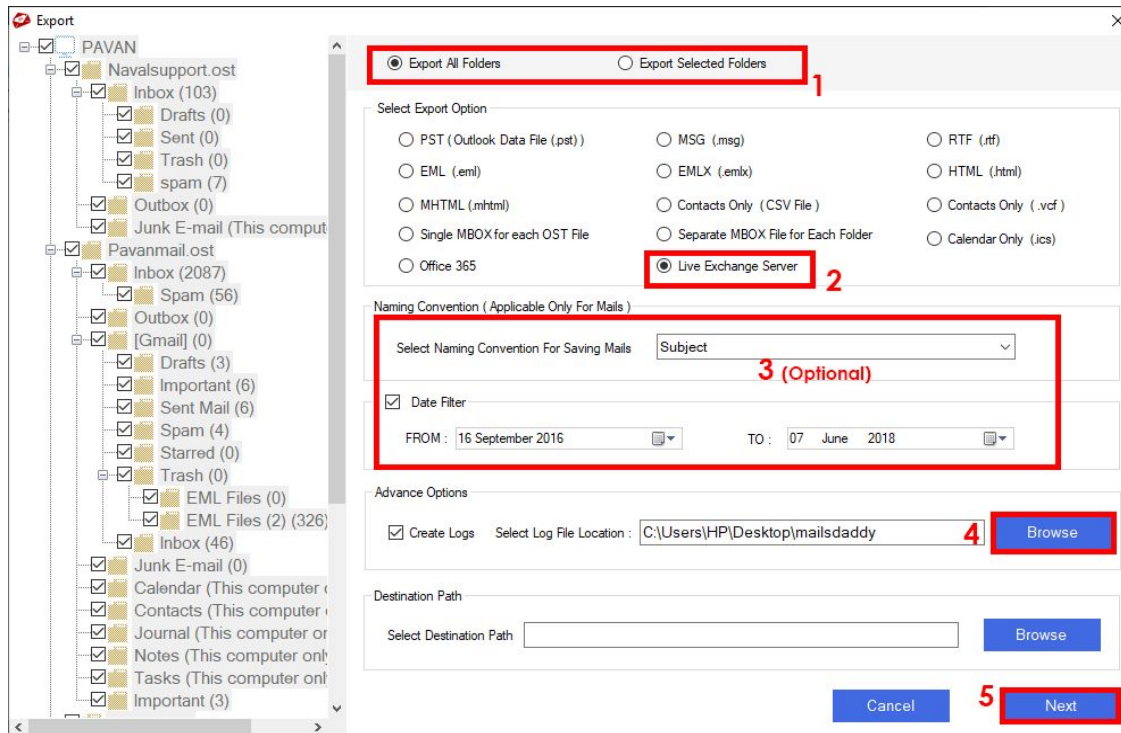 Export
PAVAN
Navalsupport.ost
Inbox (103)
Drafts (0)
Sent (0)
Trash (0)
spam (7)
Outbox (0)
Junk E-mail (This comput
Pavanmail.ost
Inbox (2087)
Spam (56)
Outbox (0)
[Gmail] (0)
Drafts (3)
Important (6)
Sent Mail (6)
Spam (4)
Starred (0)
Trash (0)
EML Files (0)
EML Files (2) (326)
Inbox (46)
Junk E-mail (0)
Calendar (This computer o
Contacts (This computer
Journal (This computer or
Notes (This computer only
Tasks (This computer onl
Important (3)
Export All Folders Export Selected Folders
1
Select Export Option
PST ( Outlook Data File (.pst) ) MSG (.msg) RTF (.rtf)
EML (.eml) EMLX (.emlx) HTML (.html)
MHTML (.mhtml) Contacts Only ( CSV File ) Contacts Only ( .vcf )
Single MBOX for each OST File Separate MBOX File for Each Folder Calendar Only (.ics)
Office 365 Live Exchange Server 2
Naming Convention ( Applicable Only For Mails )
Select Naming Convention For Saving Mails Subject
3 (Optional)
Date Filter
FROM : 16 September 2016 TO : 07 June 2018
Advance Options
Create Logs Select Log File Location : C:\Users\HP\Desktop\mailsdaddy 4 Browse
Destination Path
Select Destination Path Browse
Cancel 5 Next